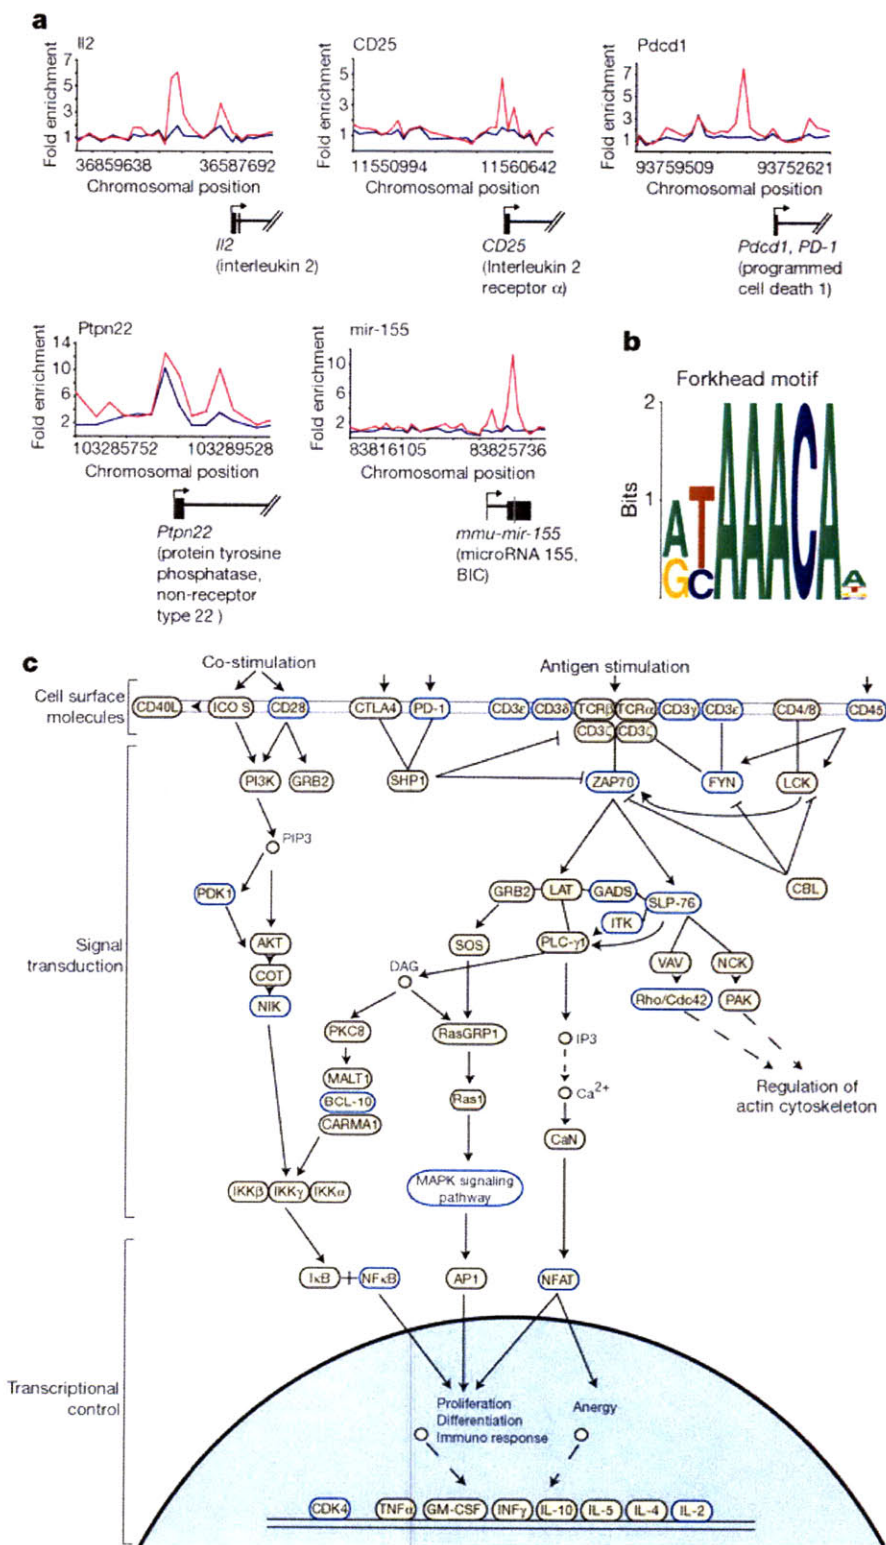 a
Il2
Fold enrichment
7
5
3
1
36859638 36587692
Chromosomal position
Il2
(interleukin 2)
CD25
Fold enrichment
5
3
1
11550994 11560642
Chromosomal position
CD25
(Interleukin 2
receptor α)
Pdcd1
Fold enrichment
7
5
3
1
93759509 93752621
Chromosomal position
Pdcd1, PD-1
(programmed
cell death 1)
Ptpn22
Fold enrichment
14
10
6
2
103285752 103289528
Chromosomal position
Ptpn22
(protein tyrosine
phosphatase,
non-receptor
type 22 )
mir-155
Fold enrichment
10
6
2
83816105 83825736
Chromosomal position
mmu-mir-155
(microRNA 155,
BIC)
b
Forkhead motif
2
1
Bits
A T A A A C A A
G C T
c
Co-stimulation Antigen stimulation
Cell surface
molecules
CD40L ICO S CD28 CTLA4 PD-1 CD3ε CD3δ TCRβ TCRα CD3γ CD3ε CD4/8 CD45
CD3ζ CD3ζ
PI3K GRB2 SHP1 ZAP70 FYN LCK
PIP3
PDK1 GRB2 LAT GADS SLP-76 CBL
ITK
Signal
transduction
AKT SOS PLC-γ1
COT DAG VAV NCK
NIK Rho/Cdc42 PAK
PKC8 RasGRP1 IP3
MALT1 Ca2+
BCL-10 Ras1
CARMA1 CaN
Regulation of
actin cytoskeleton
IKKβ IKKγ IKKα
MAPK signaling
pathway
IκB NFκB AP1 NFAT
Transcriptional
control
Proliferation
Differentiation
Immuno response
Anergy
CDK4 TNFα GM-CSF INFγ IL-10 IL-5 IL-4 IL-2